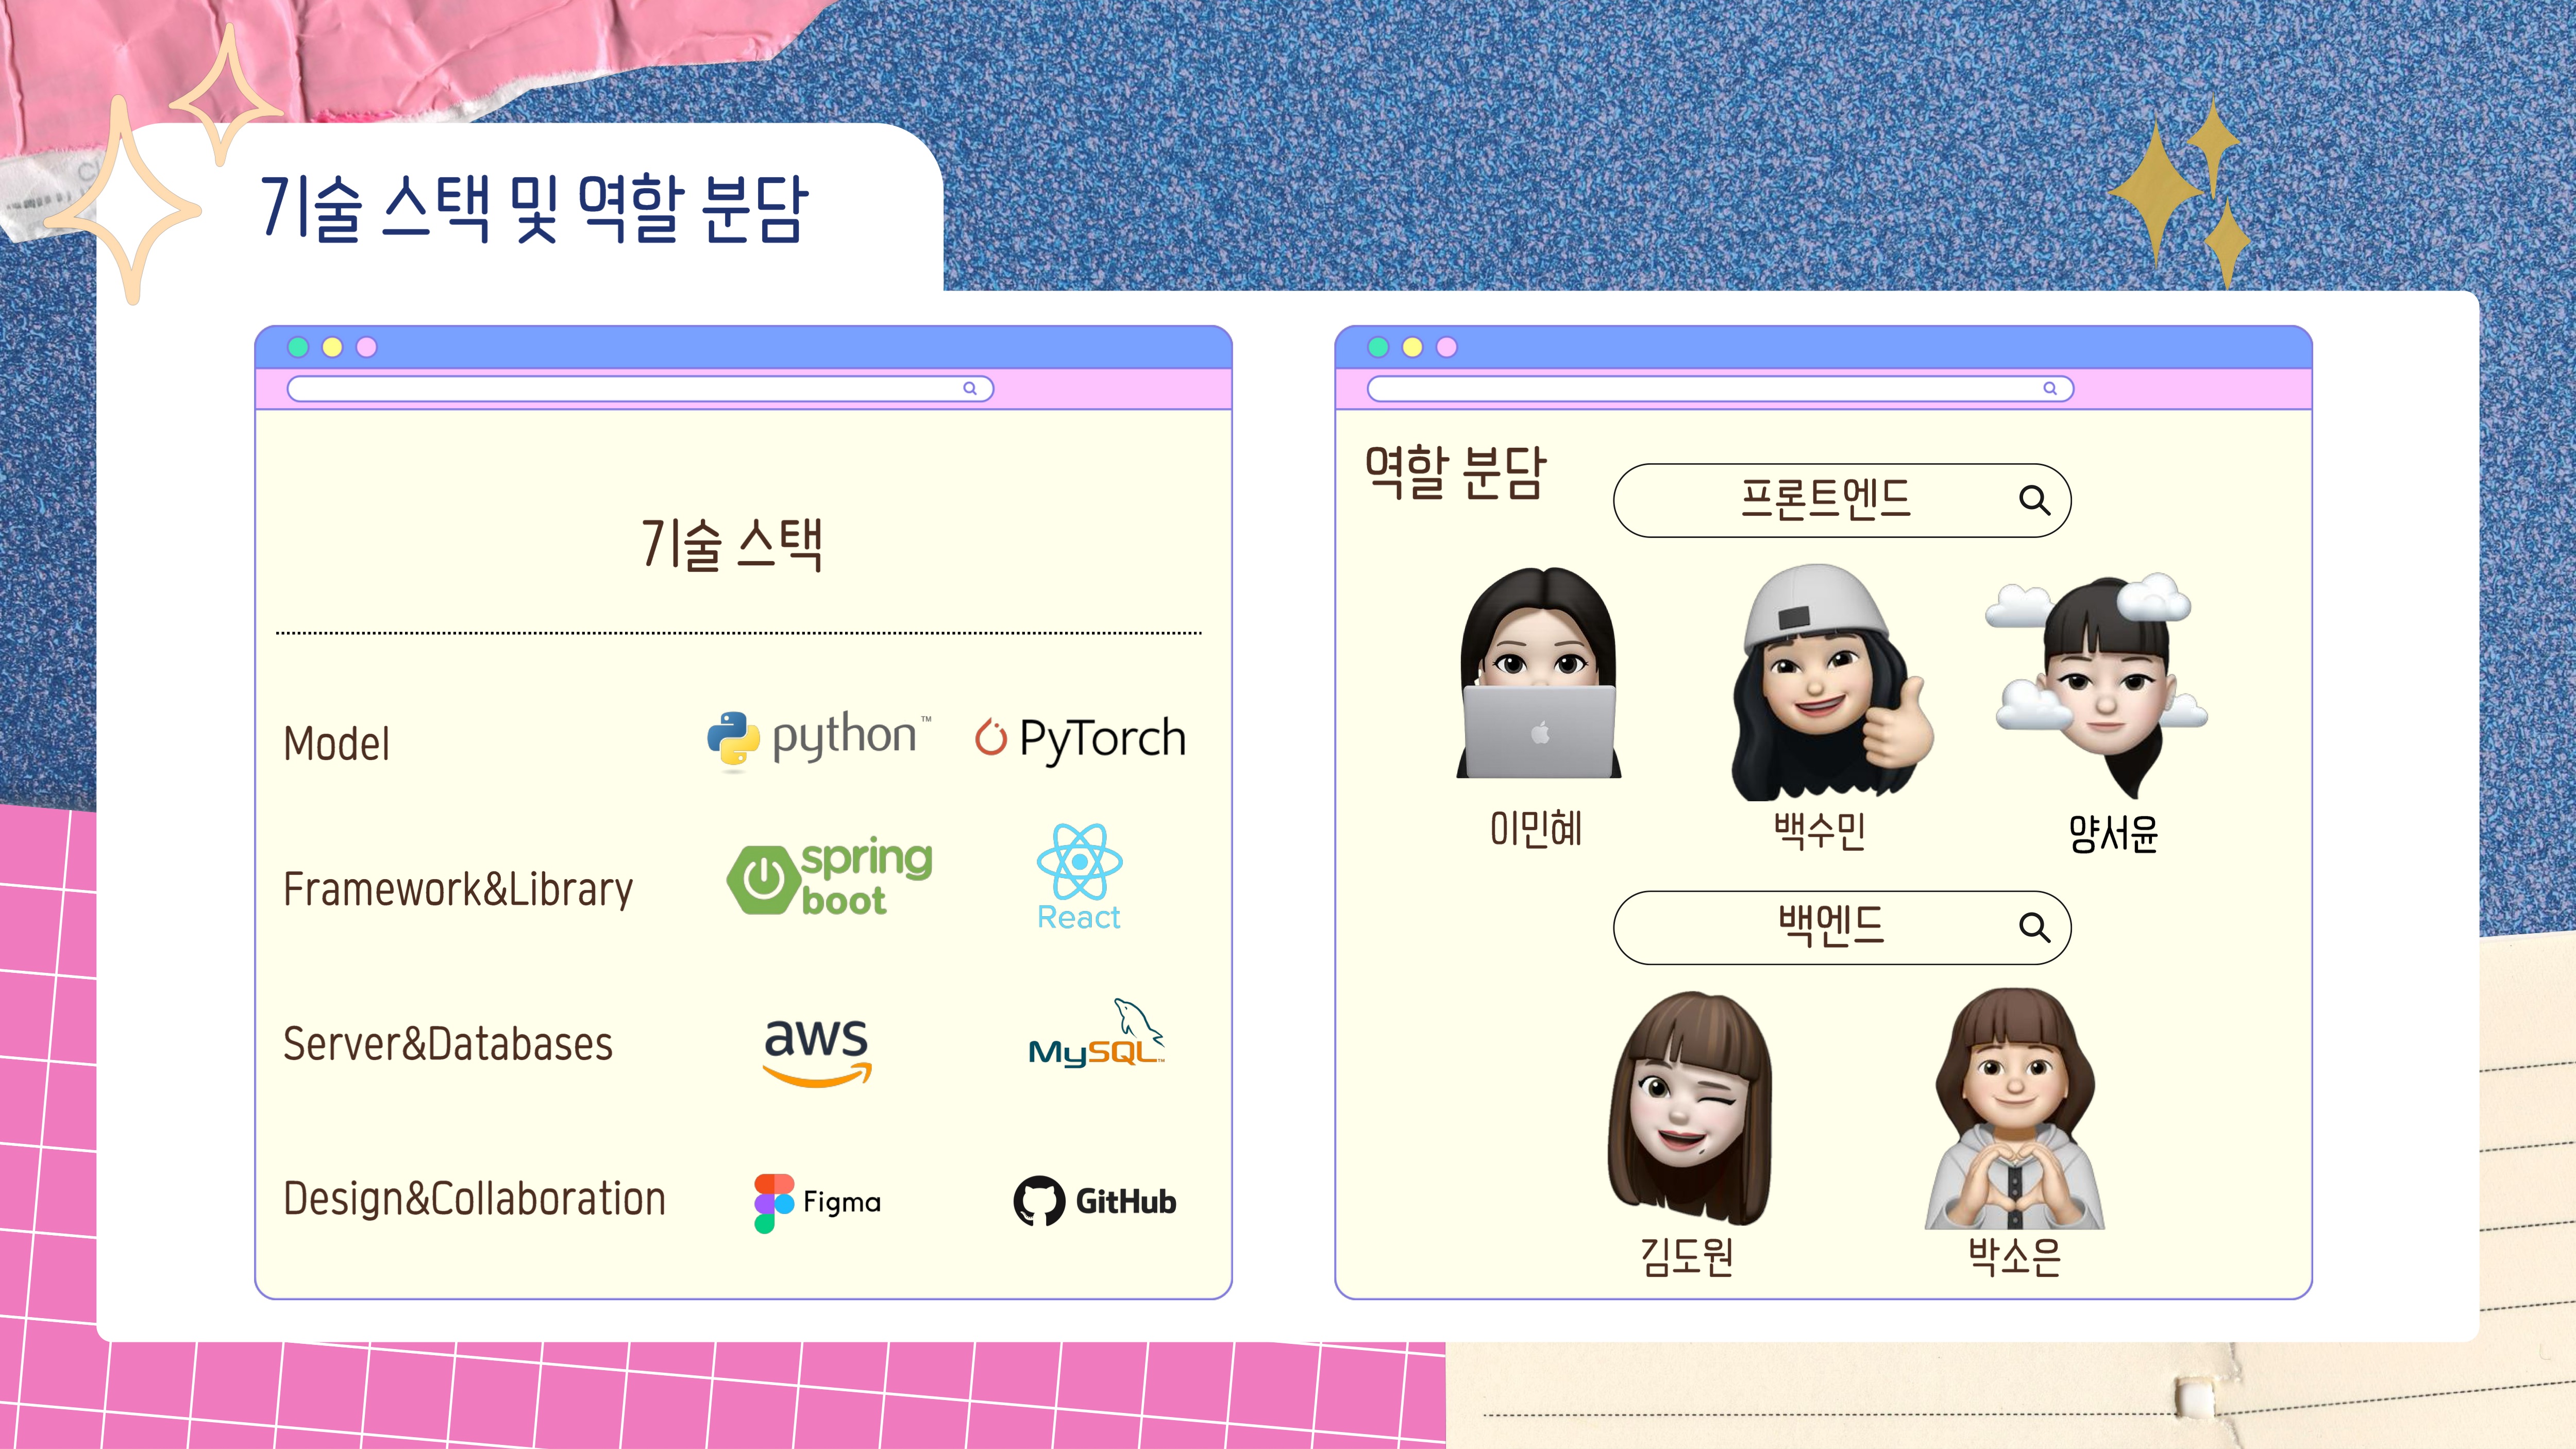 기술 스택 및 역할 분담
기술 스택
Model
python™
PyTorch
Framework&Library
spring
boot
React
Server&Databases
aws
MySQL™
Design&Collaboration
Figma
GitHub
역할 분담
프론트엔드
이민혜
백수민
양서윤
백엔드
김도원
박소은